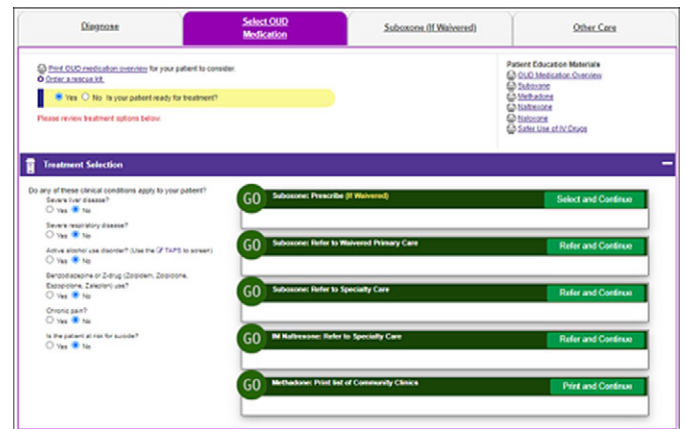 Diagnose
Select OUD
Medication
Suboxone (If Waivered)
Other Care
Print OUD medication overview for your patient to consider.
Order a rescue kit.
Yes No Is your patient ready for treatment?
Please review treatment options below.
Patient Education Materials
OUD Medication Overview
Suboxone
Methadone
Naltrexone
Naloxone
Safer Use of IV Drugs
Treatment Selection
Do any of these clinical conditions apply to your patient?
Severe liver disease?
Yes No
Severe respiratory disease?
Yes No
Active alcohol use disorder? (Use the TAPS to screen)
Yes No
Benzodiazepine or Z-drug (Zolpidem, Zopiclone,
Eszopiclone, Zaleplon) use?
Yes No
Chronic pain?
Yes No
Is the patient at risk for suicide?
Yes No
GO Suboxone: Prescribe (If Waivered) Select and Continue
GO Suboxone: Refer to Waivered Primary Care Refer and Continue
GO Suboxone: Refer to Specialty Care Refer and Continue
GO IM Naltrexone: Refer to Specialty Care Refer and Continue
GO Methadone: Print list of Community Clinics Print and Continue